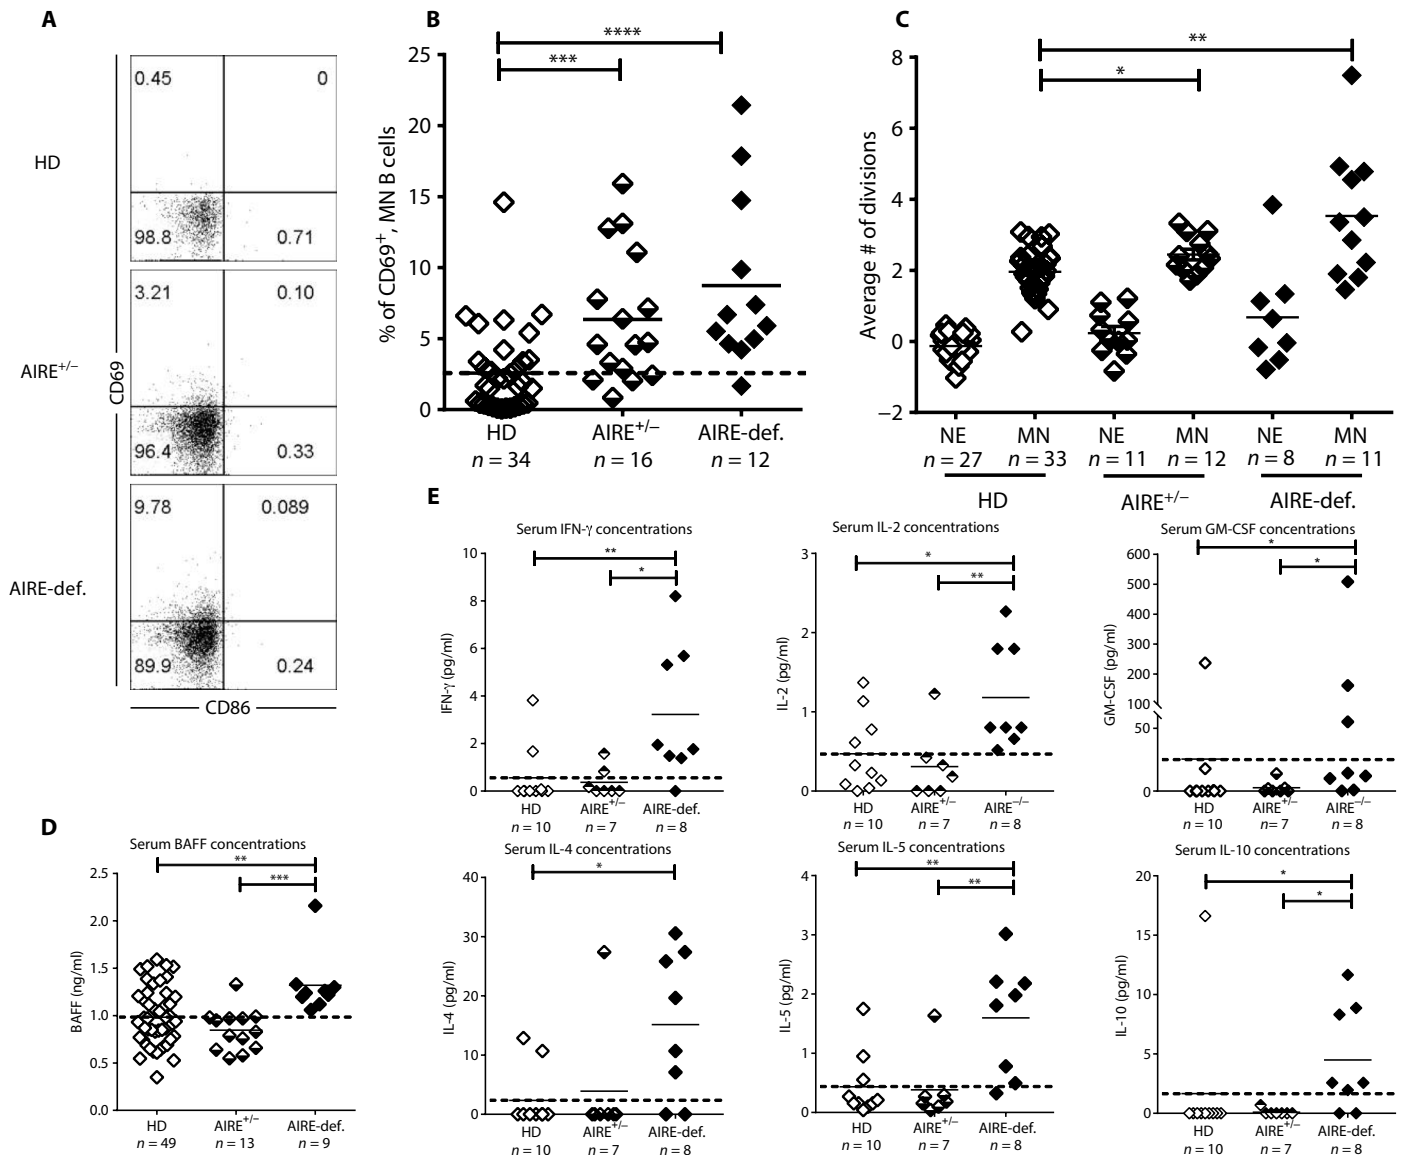 A
HD
0.45
0
98.8
0.71
AIRE+/−
3.21
0.10
96.4
0.33
AIRE-def.
9.78
0.089
89.9
0.24
CD69
CD86
B
****
***
% of CD69+, MN B cells
25
20
15
10
5
0
HD
AIRE+/−
AIRE-def.
n = 34
n = 16
n = 12
C
**
*
Average # of divisions
8
6
4
2
0
−2
NE
MN
NE
MN
NE
MN
n = 27
n = 33
n = 11
n = 12
n = 8
n = 11
HD
AIRE+/−
AIRE-def.
D
Serum BAFF concentrations
**
***
BAFF (ng/ml)
2.5
2.0
1.5
1.0
0.5
0.0
HD
AIRE+/−
AIRE-def.
n = 49
n = 13
n = 9
E
Serum IFN-γ concentrations
**
*
IFN-γ (pg/ml)
10
8
6
4
2
0
HD
AIRE+/−
AIRE-def.
n = 10
n = 7
n = 8
Serum IL-2 concentrations
*
**
IL-2 (pg/ml)
3
2
1
0
HD
AIRE+/−
AIRE−/−
n = 10
n = 7
n = 8
Serum GM-CSF concentrations
*
*
GM-CSF (pg/ml)
600
500
400
300
200
100
50
0
HD
AIRE+/−
AIRE−/−
n = 10
n = 7
n = 8
Serum IL-4 concentrations
*
IL-4 (pg/ml)
40
30
20
10
0
HD
AIRE+/−
AIRE-def.
n = 10
n = 7
n = 8
Serum IL-5 concentrations
**
**
IL-5 (pg/ml)
4
3
2
1
0
HD
AIRE+/−
AIRE-def.
n = 10
n = 7
n = 8
Serum IL-10 concentrations
*
*
IL-10 (pg/ml)
20
15
10
5
0
HD
AIRE+/−
AIRE-def.
n = 10
n = 7
n = 8